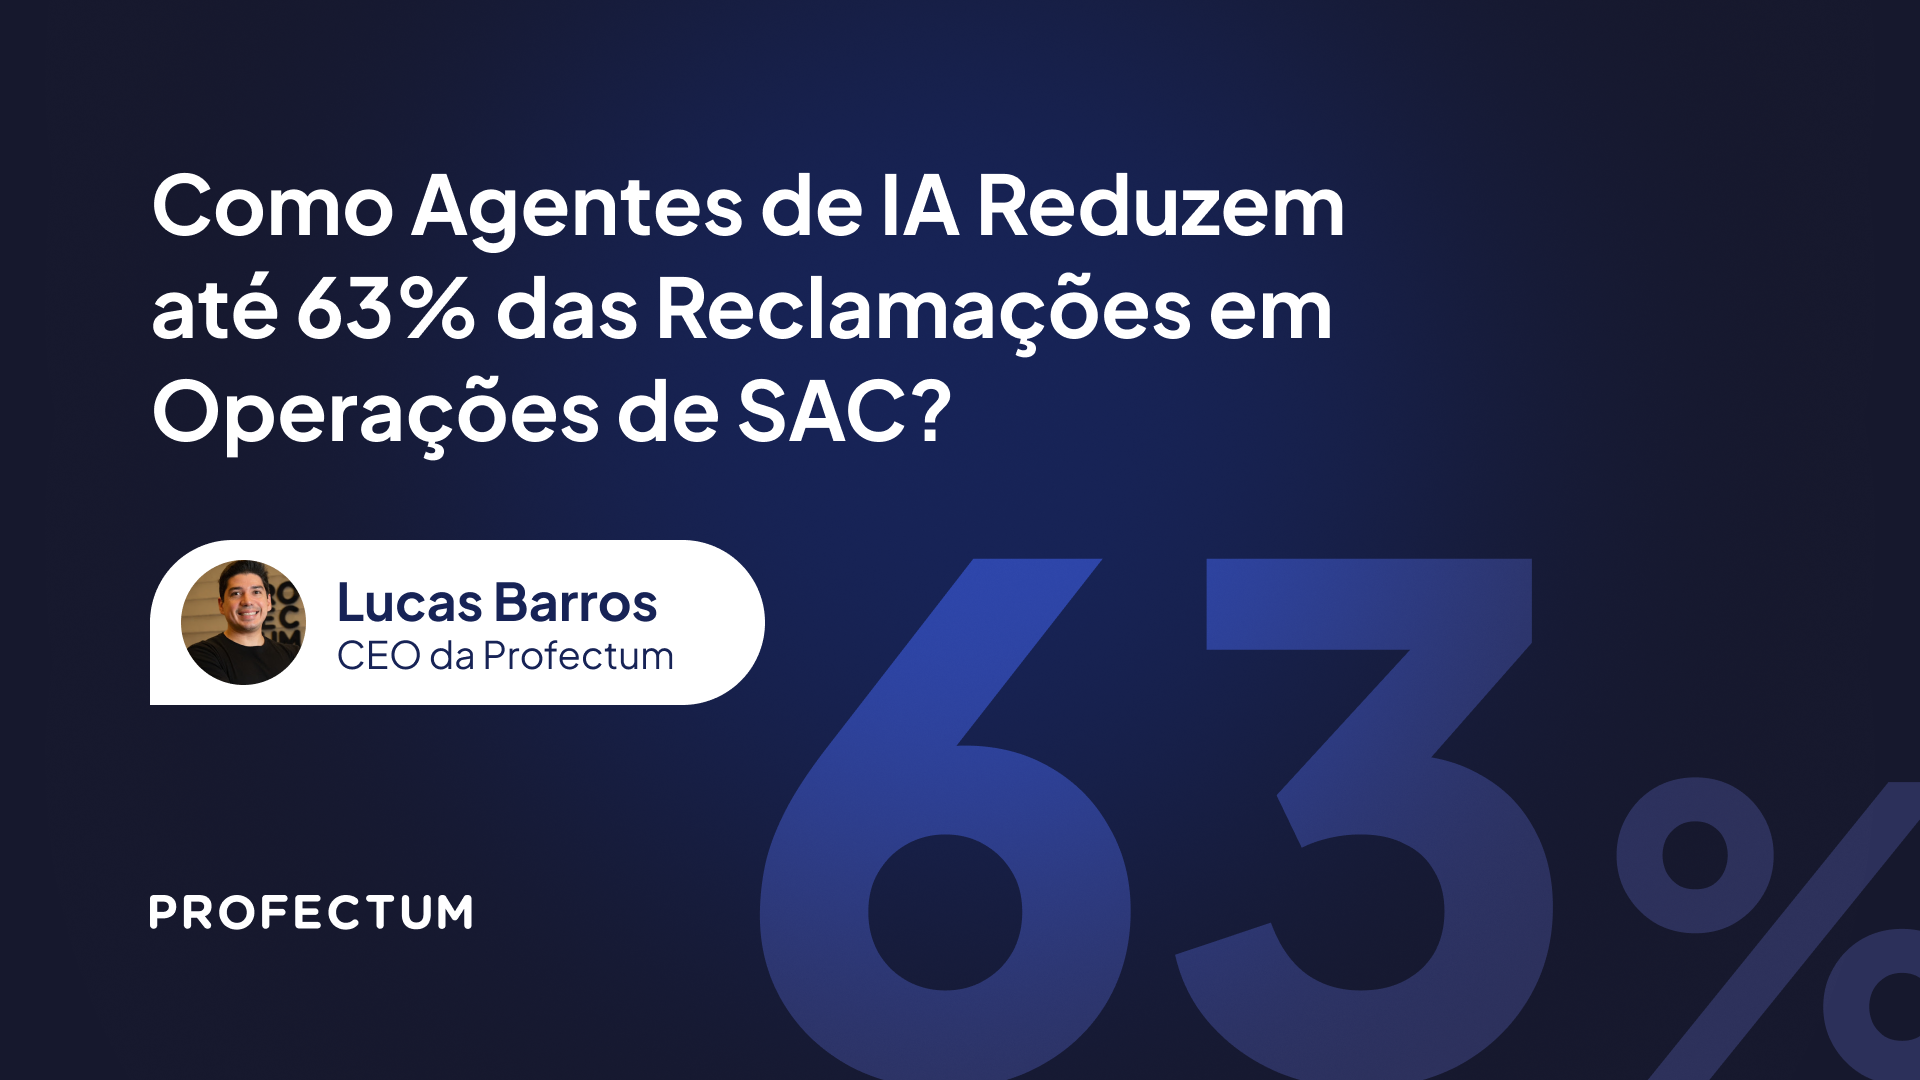 Como Agentes de IA Reduzem
até 63% das Reclamações em
Operações de SAC?
Lucas Barros
CEO da Profectum
PROFECTUM
63%